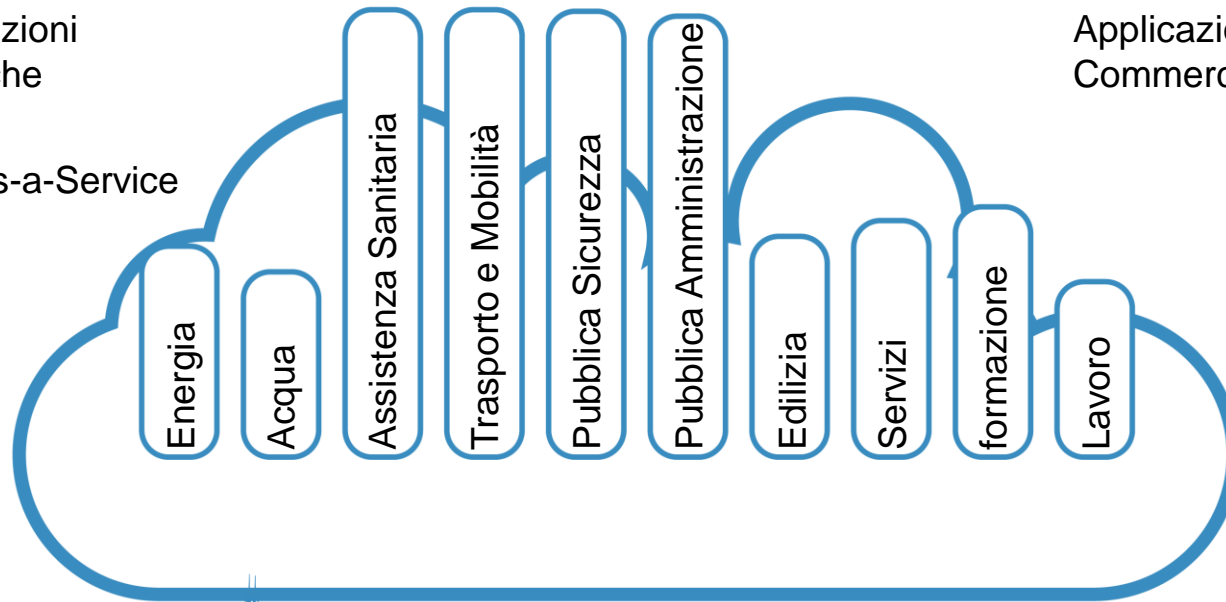 zioni
che
s-a-Service
Applicazio
Commerc
Energia
Acqua
Assistenza Sanitaria
Trasporto e Mobilità
Pubblica Sicurezza
Pubblica Amministrazione
Edilizia
Servizi
formazione
Lavoro